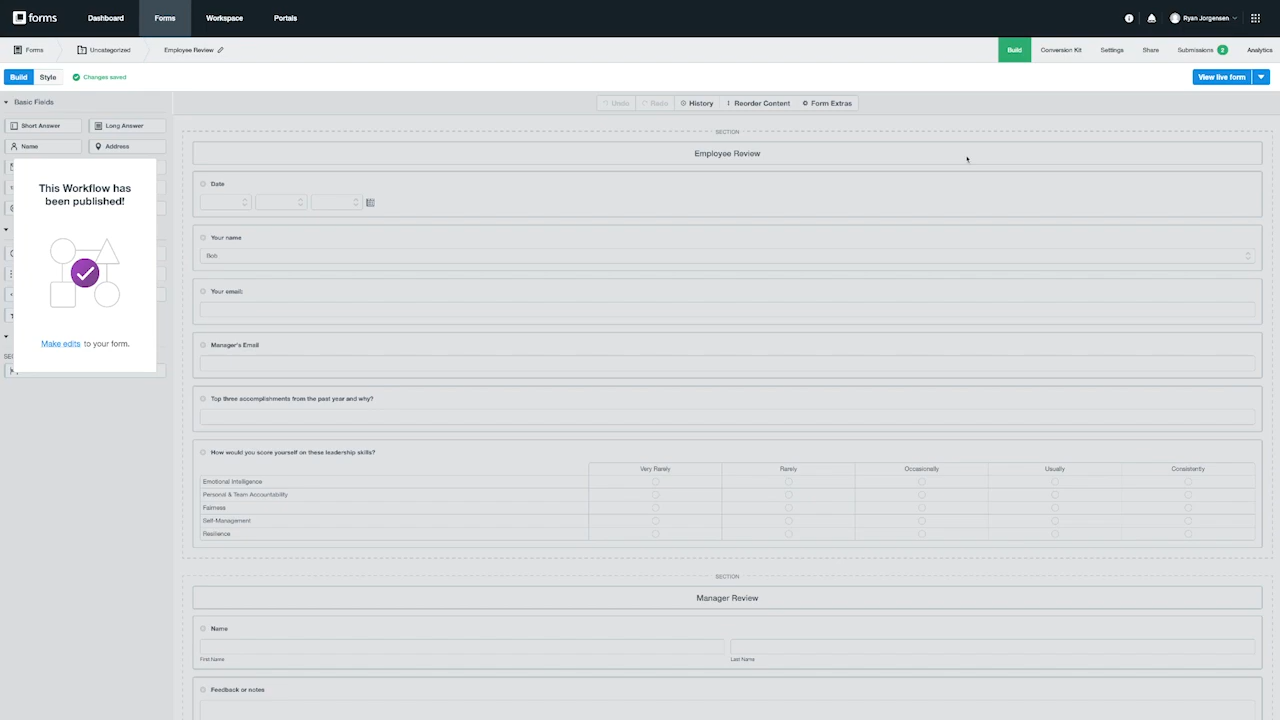 forms
Dashboard
Forms
Workspace
Portals
Ryan Jorgensen
Forms
Uncategorized
Employee Review
Build
Conversion Kit
Settings
Share
Submissions 2
Analytics
Build
Style
Changes saved
View live form
Basic Fields
Undo
Redo
History
Reorder Content
Form Extras
Short Answer
Long Answer
Name
Address
This Workflow has
been published!
Make edits to your form.
SECTION
Employee Review
Date
Your name
Bob
Your email:
Manager's Email
Top three accomplishments from the past year and why?
How would you score yourself on these leadership skills?
Very Rarely
Rarely
Occasionally
Usually
Consistently
Emotional Intelligence
Personal & Team Accountability
Fairness
Self-Management
Resilience
SECTION
Manager Review
Name
First Name
Last Name
Feedback or notes